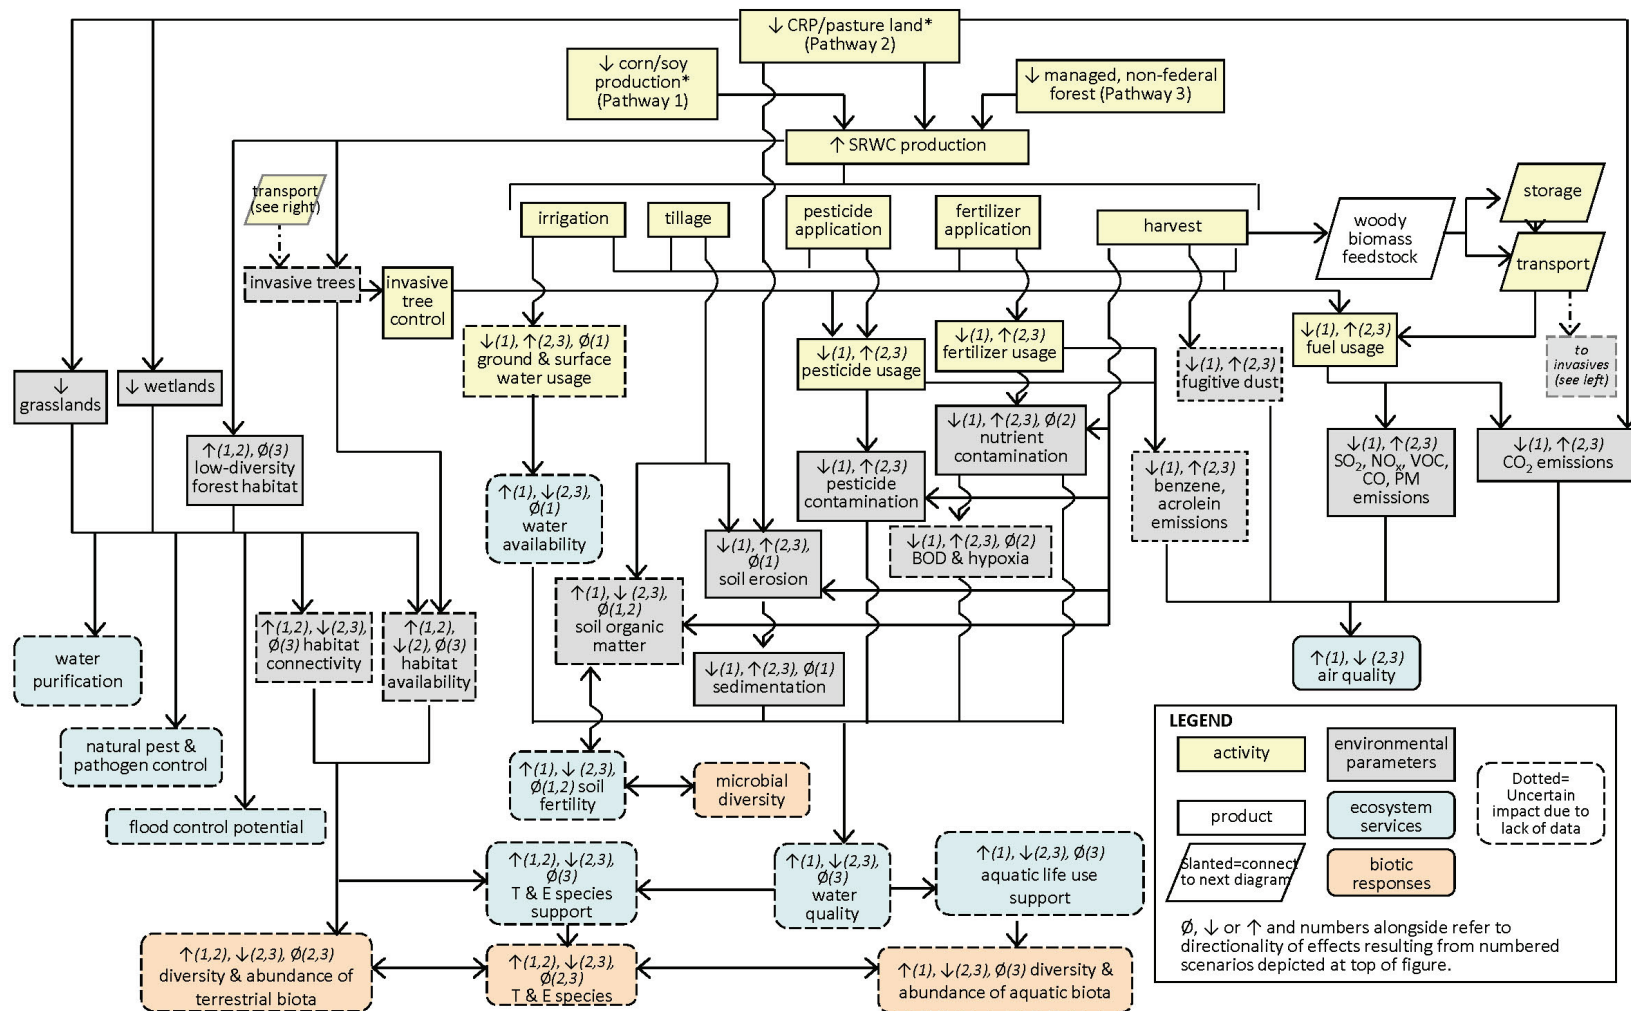 ↓ CRP/pasture land*
(Pathway 2)
↓ corn/soy
production*
(Pathway 1)
↓ managed, non-federal
forest (Pathway 3)
↑ SRWC production
transport
(see right)
irrigation
tillage
pesticide
application
fertilizer
application
harvest
woody
biomass
feedstock
storage
transport
invasive trees
invasive
tree
control
↓(1), ↑(2,3), Ø(1)
ground & surface
water usage
↓(1), ↑(2,3)
pesticide usage
↓(1), ↑(2,3)
fertilizer usage
↓(1), ↑(2,3)
fugitive dust
↓(1), ↑(2,3)
fuel usage
to
invasives
(see left)
↓
grasslands
↓ wetlands
↑(1,2), Ø(3)
low-diversity
forest habitat
↑(1), ↓(2,3),
Ø(1)
water
availability
↓(1), ↑(2,3)
pesticide
contamination
↓(1), ↑(2,3), Ø(2)
nutrient
contamination
↓(1), ↑(2,3)
benzene,
acrolein
emissions
↓(1), ↑(2,3)
SO2, NOx, VOC,
CO, PM
emissions
↓(1), ↑(2,3)
CO2 emissions
↓(1), ↑(2,3),
Ø(1)
soil erosion
↓(1), ↑(2,3), Ø(2)
BOD & hypoxia
↑(1), ↓(2,3),
Ø(1,2)
soil organic
matter
↑(1,2), ↓(2,3),
Ø(3) habitat
connectivity
↑(1,2),
↓(2), Ø(3)
habitat
availability
↓(1), ↑(2,3), Ø(1)
sedimentation
↑(1), ↓(2,3)
air quality
water
purification
natural pest &
pathogen control
flood control potential
↑(1), ↓(2,3),
Ø(1,2) soil
fertility
microbial
diversity
↑(1,2), ↓(2,3),
Ø(3)
T & E species
support
↑(1), ↓(2,3),
Ø(3)
water
quality
↑(1), ↓(2,3), Ø(3)
aquatic life use
support
↑(1,2), ↓(2,3), Ø(2,3)
diversity & abundance of
terrestrial biota
↑(1,2), ↓(2,3),
Ø(2,3)
T & E species
↑(1), ↓(2,3), Ø(3) diversity &
abundance of aquatic biota
LEGEND
activity
environmental
parameters
product
ecosystem
services
Slanted=connect
to next diagram
biotic
responses
Dotted=
Uncertain
impact due to
lack of data
Ø, ↓ or ↑ and numbers alongside refer to
directionality of effects resulting from numbered
scenarios depicted at top of figure.